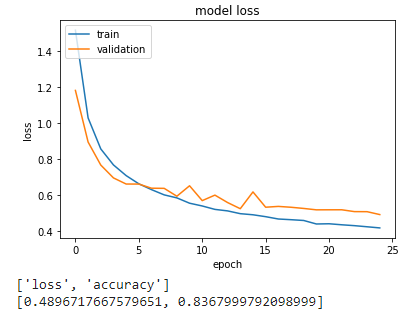 model loss
train
validation
1.4
1.2
1.0
0.8
0.6
0.4
loss
0 5 10 15 20 25
epoch
['loss', 'accuracy']
[0.4896717667579651, 0.8367999792098999]